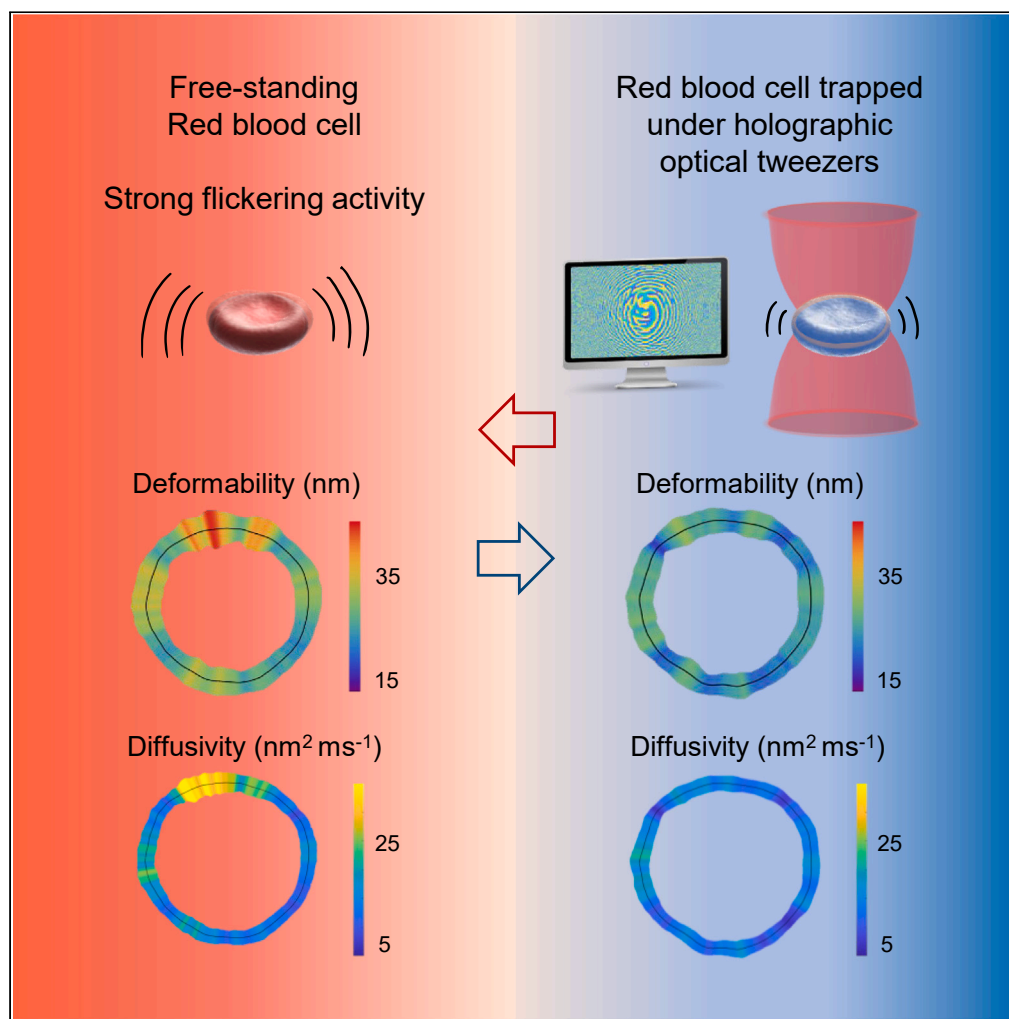 Free-standing
Red blood cell
Strong flickering activity
Red blood cell trapped
under holographic
optical tweezers
Deformability (nm)
35
15
Deformability (nm)
35
15
Diffusivity (nm² ms⁻¹)
25
5
Diffusivity (nm² ms⁻¹)
25
5